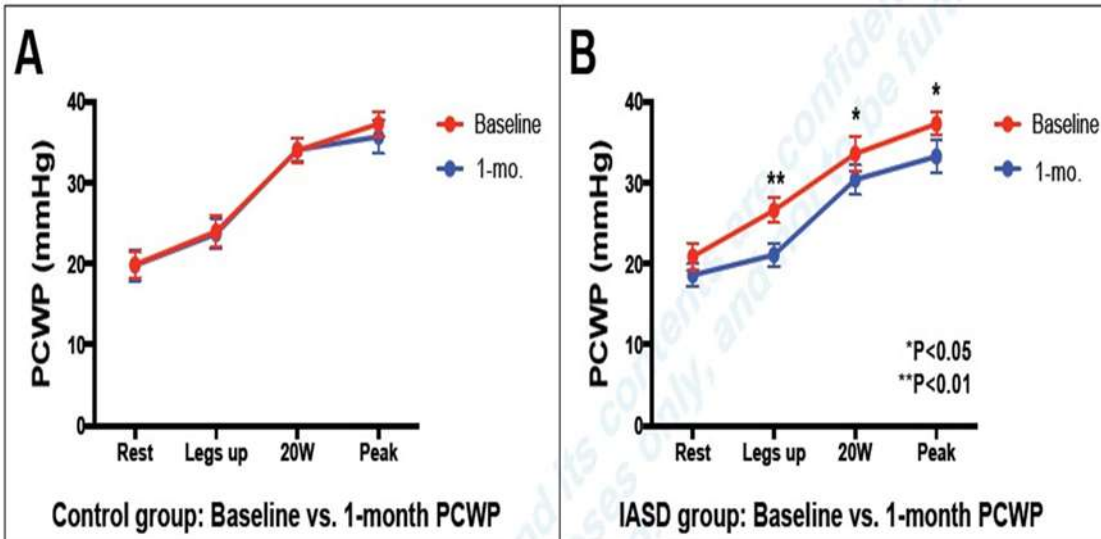 A
40
30
20
10
0
PCWP (mmHg)
Rest Legs up 20W Peak
Baseline
1-mo.
Control group: Baseline vs. 1-month PCWP
B
40
30
20
10
0
PCWP (mmHg)
** * *
Rest Legs up 20W Peak
Baseline
1-mo.
*P<0.05
**P<0.01
IASD group: Baseline vs. 1-month PCWP